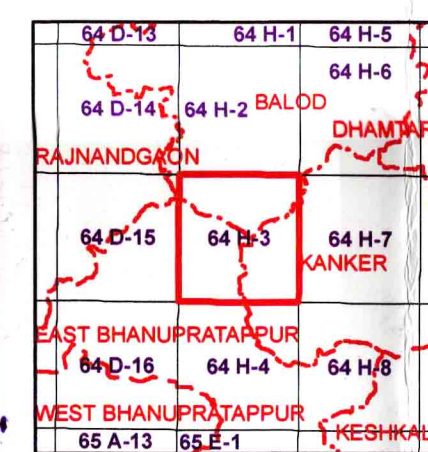 64 D-13 64 H-1 64 H-5
64 H-6
64 D-14 64 H-2 BALOD
DHAMTAR
RAJNANDGAON
64 D-15 64 H-3 64 H-7
KANKER
EAST BHANUPRATAPPUR
64 D-16 64 H-4 64 H-8
WEST BHANUPRATAPPUR
KESHKAL
65 A-13 65 E-1